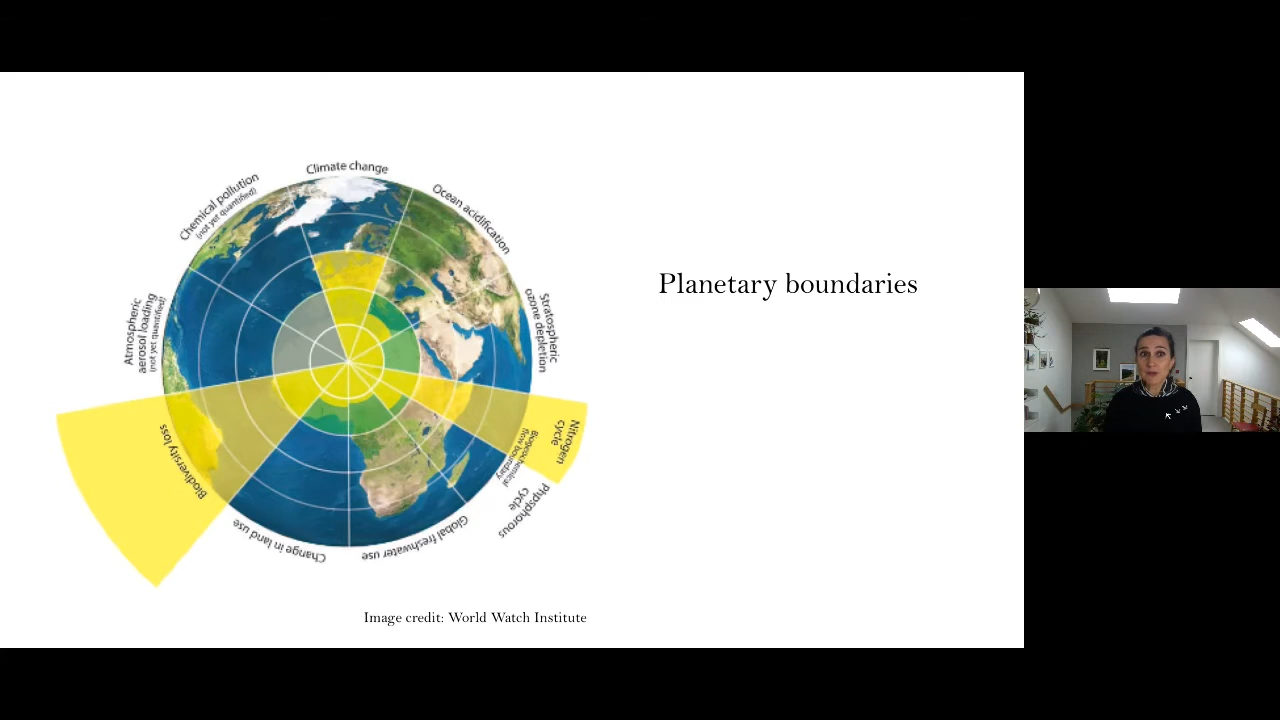 Climate change
Ocean acidification
Stratospheric
ozone depletion
Nitrogen
cycle
Biogeochemical
flow boundary
Phpsphorous
cycle
Global freshwater use
Change in land use
Biodiversity loss
Atmospheric
aerosol loading
(not yet quantified)
Chemical pollution
(not yet quantified)
Planetary boundaries
Image credit: World Watch Institute